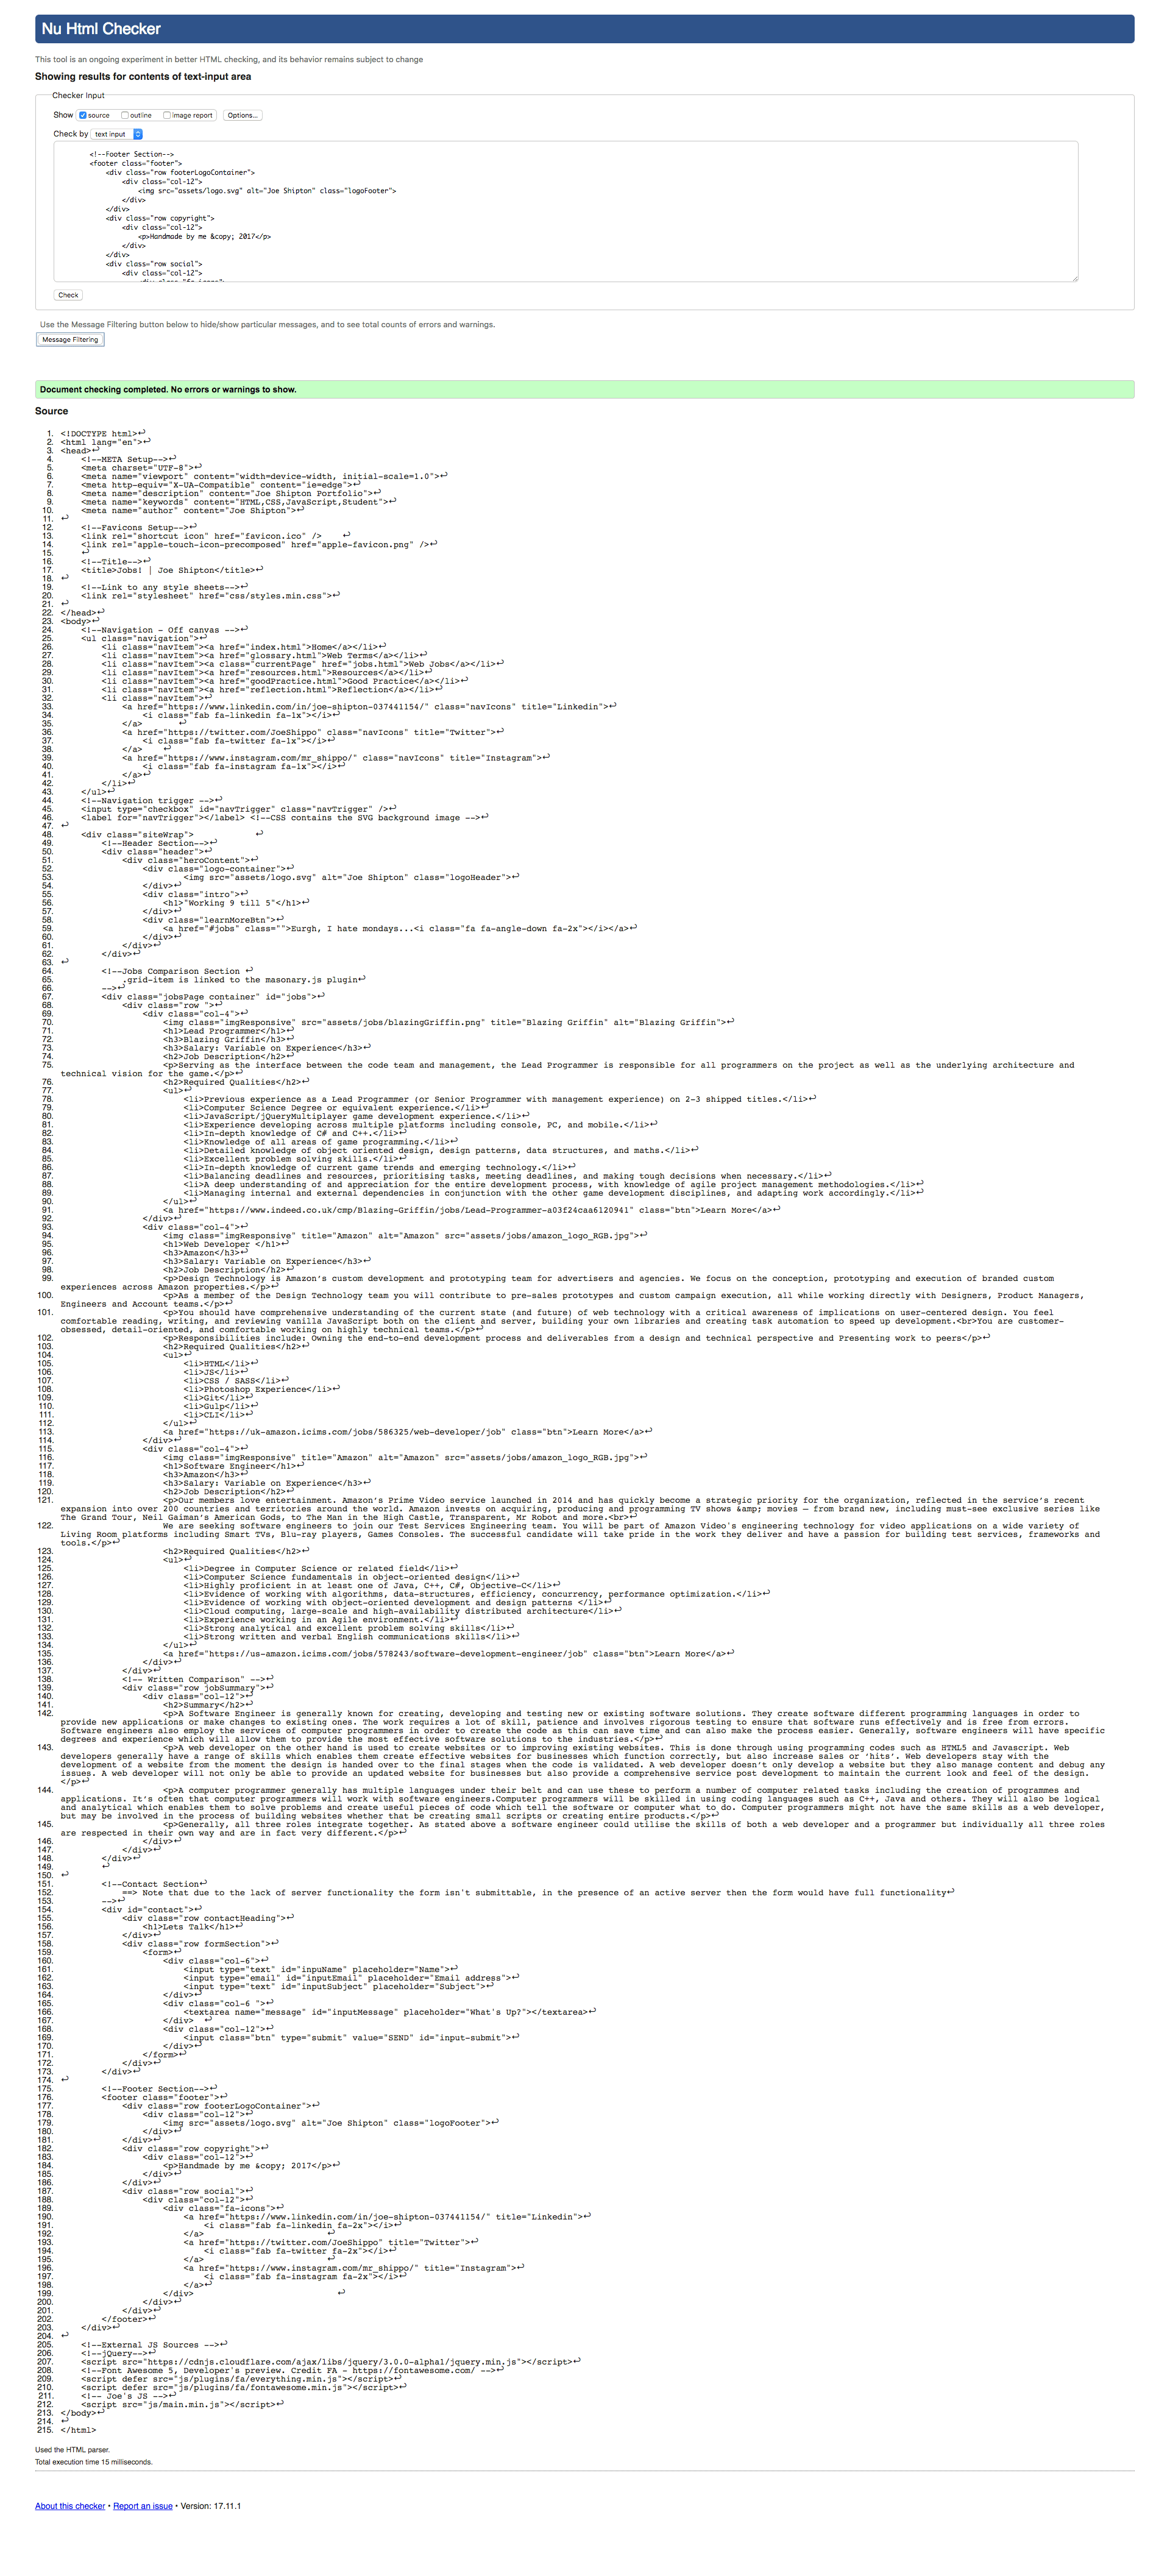 Nu Html Checker
This tool is an ongoing experiment in better HTML checking, and its behavior remains subject to change
Showing results for contents of text-input area
Checker Input
Show source outline image report Options...
Check by text input
<!--Footer Section-->
<footer class="footer">
<div class="row footerLogoContainer">
<div class="col-12">
<img src="assets/logo.svg" alt="Joe Shipton" class="logoFooter">
</div>
</div>
<div class="row copyright">
<div class="col-12">
<p>Handmade by me &copy; 2017</p>
</div>
</div>
<div class="row social">
<div class="col-12">
<div class="fa-icons">
Check
Use the Message Filtering button below to hide/show particular messages, and to see total counts of errors and warnings.
Message Filtering
Document checking completed. No errors or warnings to show.
Source
1. <!DOCTYPE html>↩
2. <html lang="en">↩
3. <head>↩
4. <!--META Setup-->↩
5. <meta charset="UTF-8">↩
6. <meta name="viewport" content="width=device-width, initial-scale=1.0">↩
7. <meta http-equiv="X-UA-Compatible" content="ie=edge">↩
8. <meta name="description" content="Joe Shipton Portfolio">↩
9. <meta name="keywords" content="HTML,CSS,JavaScript,Student">↩
10. <meta name="author" content="Joe Shipton">↩
11. ↩
12. <!--Favicons Setup-->↩
13. <link rel="shortcut icon" href="favicon.ico" /> ↩
14. <link rel="apple-touch-icon-precomposed" href="apple-favicon.png" />↩
15. ↩
16. <!--Title-->↩
17. <title>Jobs! | Joe Shipton</title>↩
18. ↩
19. <!--Link to any style sheets-->↩
20. <link rel="stylesheet" href="css/styles.min.css">↩
21. ↩
22. </head>↩
23. <body>↩
24. <!--Navigation - Off canvas -->↩
25. <ul class="navigation">↩
26. <li class="navItem"><a href="index.html">Home</a></li>↩
27. <li class="navItem"><a href="glossary.html">Web Terms</a></li>↩
28. <li class="navItem"><a class="currentPage" href="jobs.html">Web Jobs</a></li>↩
29. <li class="navItem"><a href="resources.html">Resources</a></li>↩
30. <li class="navItem"><a href="goodPractice.html">Good Practice</a></li>↩
31. <li class="navItem"><a href="reflection.html">Reflection</a></li>↩
32. <li class="navItem">↩
33. <a href="https://www.linkedin.com/in/joe-shipton-037441154/" class="navIcons" title="Linkedin">↩
34. <i class="fab fa-linkedin fa-1x"></i>↩
35. </a> ↩
36. <a href="https://twitter.com/JoeShippo" class="navIcons" title="Twitter">↩
37. <i class="fab fa-twitter fa-1x"></i>↩
38. </a> ↩
39. <a href="https://www.instagram.com/mr_shippo/" class="navIcons" title="Instagram">↩
40. <i class="fab fa-instagram fa-1x"></i>↩
41. </a>↩
42. </li>↩
43. </ul>↩
44. <!--Navigation trigger -->↩
45. <input type="checkbox" id="navTrigger" class="navTrigger" />↩
46. <label for="navTrigger"></label> <!--CSS contains the SVG background image -->↩
47. ↩
48. <div class="siteWrap"> ↩
49. <!--Header Section-->↩
50. <div class="header">↩
51. <div class="heroContent">↩
52. <div class="logo-container">↩
53. <img src="assets/logo.svg" alt="Joe Shipton" class="logoHeader">↩
54. </div>↩
55. <div class="intro">↩
56. <h1>"Working 9 till 5"</h1>↩
57. </div>↩
58. <div class="learnMoreBtn">↩
59. <a href="#jobs" class="">Eurgh, I hate mondays...<i class="fa fa-angle-down fa-2x"></i></a>↩
60. </div>↩
61. </div>↩
62. </div>↩
63. ↩
64. <!--Jobs Comparison Section ↩
65. .grid-item is linked to the masonary.js plugin↩
66. -->↩
67. <div class="jobsPage container" id="jobs">↩
68. <div class="row ">↩
69. <div class="col-4">↩
70. <img class="imgResponsive" src="assets/jobs/blazingGriffin.png" title="Blazing Griffin" alt="Blazing Griffin">↩
71. <h1>Lead Programmer</h1>↩
72. <h3>Blazing Griffin</h3>↩
73. <h3>Salary: Variable on Experience</h3>↩
74. <h2>Job Description</h2>↩
75. <p>Serving as the interface between the code team and management, the Lead Programmer is responsible for all programmers on the project as well as the underlying architecture and
technical vision for the game.</p>↩
76. <h2>Required Qualities</h2>↩
77. <ul>↩
78. <li>Previous experience as a Lead Programmer (or Senior Programmer with management experience) on 2-3 shipped titles.</li>↩
79. <li>Computer Science Degree or equivalent experience.</li>↩
80. <li>JavaScript/jQueryMultiplayer game development experience.</li>↩
81. <li>Experience developing across multiple platforms including console, PC, and mobile.</li>↩
82. <li>In-depth knowledge of C# and C++.</li>↩
83. <li>Knowledge of all areas of game programming.</li>↩
84. <li>Detailed knowledge of object oriented design, design patterns, data structures, and maths.</li>↩
85. <li>Excellent problem solving skills.</li>↩
86. <li>In-depth knowledge of current game trends and emerging technology.</li>↩
87. <li>Balancing deadlines and resources, prioritising tasks, meeting deadlines, and making tough decisions when necessary.</li>↩
88. <li>A deep understanding of and appreciation for the entire development process, with knowledge of agile project management methodologies.</li>↩
89. <li>Managing internal and external dependencies in conjunction with the other game development disciplines, and adapting work accordingly.</li>↩
90. </ul>↩
91. <a href="https://www.indeed.co.uk/cmp/Blazing-Griffin/jobs/Lead-Programmer-a03f24caa6120941" class="btn">Learn More</a>↩
92. </div>↩
93. <div class="col-4">↩
94. <img class="imgResponsive" title="Amazon" alt="Amazon" src="assets/jobs/amazon_logo_RGB.jpg">↩
95. <h1>Web Developer </h1>↩
96. <h3>Amazon</h3>↩
97. <h3>Salary: Variable on Experience</h3>↩
98. <h2>Job Description</h2>↩
99. <p>Design Technology is Amazon's custom development and prototyping team for advertisers and agencies. We focus on the conception, prototyping and execution of branded custom
experiences across Amazon properties.</p>↩
100. <p>As a member of the Design Technology team you will contribute to pre-sales prototypes and custom campaign execution, all while working directly with Designers, Product Managers,
Engineers and Account teams.</p>↩
101. <p>You should have comprehensive understanding of the current state (and future) of web technology with a critical awareness of implications on user-centered design. You feel
comfortable reading, writing, and reviewing vanilla JavaScript both on the client and server, building your own libraries and creating task automation to speed up development.<br>You are customer-
obsessed, detail-oriented, and comfortable working on highly technical teams.</p>↩
102. <p>Responsibilities include: Owning the end-to-end development process and deliverables from a design and technical perspective and Presenting work to peers</p>↩
103. <h2>Required Qualities</h2>↩
104. <ul>↩
105. <li>HTML</li>↩
106. <li>JS</li>↩
107. <li>CSS / SASS</li>↩
108. <li>Photoshop Experience</li>↩
109. <li>Git</li>↩
110. <li>Gulp</li>↩
111. <li>CLI</li>↩
112. </ul>↩
113. <a href="https://uk-amazon.icims.com/jobs/586325/web-developer/job" class="btn">Learn More</a>↩
114. </div>↩
115. <div class="col-4">↩
116. <img class="imgResponsive" title="Amazon" alt="Amazon" src="assets/jobs/amazon_logo_RGB.jpg">↩
117. <h1>Software Engineer</h1>↩
118. <h3>Amazon</h3>↩
119. <h3>Salary: Variable on Experience</h3>↩
120. <h2>Job Description</h2>↩
121. <p>Our members love entertainment. Amazon's Prime Video service launched in 2014 and has quickly become a strategic priority for the organization, reflected in the service's recent
expansion into over 200 countries and territories around the world. Amazon invests on acquiring, producing and programming TV shows &amp; movies – from brand new, including must-see exclusive series like
The Grand Tour, Neil Gaiman's American Gods, to The Man in the High Castle, Transparent, Mr Robot and more.<br>↩
122. We are seeking software engineers to join our Test Services Engineering team. You will be part of Amazon Video's engineering technology for video applications on a wide variety of
Living Room platforms including Smart TVs, Blu-ray players, Games Consoles. The successful candidate will take pride in the work they deliver and have a passion for building test services, frameworks and
tools.</p>↩
123. <h2>Required Qualities</h2>↩
124. <ul>↩
125. <li>Degree in Computer Science or related field</li>↩
126. <li>Computer Science fundamentals in object-oriented design</li>↩
127. <li>Highly proficient in at least one of Java, C++, C#, Objective-C</li>↩
128. <li>Evidence of working with algorithms, data-structures, efficiency, concurrency, performance optimization.</li>↩
129. <li>Evidence of working with object-oriented development and design patterns </li>↩
130. <li>Cloud computing, large-scale and high-availability distributed architecture</li>↩
131. <li>Experience working in an Agile environment.</li>↩
132. <li>Strong analytical and excellent problem solving skills</li>↩
133. <li>Strong written and verbal English communications skills</li>↩
134. </ul>↩
135. <a href="https://us-amazon.icims.com/jobs/578243/software-development-engineer/job" class="btn">Learn More</a>↩
136. </div>↩
137. </div>↩
138. <!-- Written Comparison" -->↩
139. <div class="row jobSummary">↩
140. <div class="col-12">↩
141. <h2>Summary</h2>↩
142. <p>A Software Engineer is generally known for creating, developing and testing new or existing software solutions. They create software different programming languages in order to
provide new applications or make changes to existing ones. The work requires a lot of skill, patience and involves rigorous testing to ensure that software runs effectively and is free from errors.
Software engineers also employ the services of computer programmers in order to create the code as this can save time and can also make the process easier. Generally, software engineers will have specific
degrees and experience which will allow them to provide the most effective software solutions to the industries.</p>↩
143. <p>A web developer on the other hand is used to create websites or to improving existing websites. This is done through using programming codes such as HTML5 and Javascript. Web
developers generally have a range of skills which enables them create effective websites for businesses which function correctly, but also increase sales or 'hits'. Web developers stay with the
development of a website from the moment the design is handed over to the final stages when the code is validated. A web developer doesn't only develop a website but they also manage content and debug any
issues. A web developer will not only be able to provide an updated website for businesses but also provide a comprehensive service post development to maintain the current look and feel of the design.
</p>↩
144. <p>A computer programmer generally has multiple languages under their belt and can use these to perform a number of computer related tasks including the creation of programmes and
applications. It's often that computer programmers will work with software engineers.Computer programmers will be skilled in using coding languages such as C++, Java and others. They will also be logical
and analytical which enables them to solve problems and create useful pieces of code which tell the software or computer what to do. Computer programmers might not have the same skills as a web developer,
but may be involved in the process of building websites whether that be creating small scripts or creating entire products.</p>↩
145. <p>Generally, all three roles integrate together. As stated above a software engineer could utilise the skills of both a web developer and a programmer but individually all three roles
are respected in their own way and are in fact very different.</p>↩
146. </div>↩
147. </div>↩
148. </div>↩
149. ↩
150. ↩
151. <!--Contact Section↩
152. ==> Note that due to the lack of server functionality the form isn't submittable, in the presence of an active server then the form would have full functionality↩
153. -->↩
154. <div id="contact">↩
155. <div class="row contactHeading">↩
156. <h1>Lets Talk</h1>↩
157. </div>↩
158. <div class="row formSection">↩
159. <form>↩
160. <div class="col-6">↩
161. <input type="text" id="inpuName" placeholder="Name">↩
162. <input type="email" id="inputEmail" placeholder="Email address">↩
163. <input type="text" id="inputSubject" placeholder="Subject">↩
164. </div>↩
165. <div class="col-6 ">↩
166. <textarea name="message" id="inputMessage" placeholder="What's Up?"></textarea>↩
167. </div> ↩
168. <div class="col-12">↩
169. <input class="btn" type="submit" value="SEND" id="input-submit">↩
170. </div>↩
171. </form>↩
172. </div>↩
173. </div>↩
174. ↩
175. <!--Footer Section-->↩
176. <footer class="footer">↩
177. <div class="row footerLogoContainer">↩
178. <div class="col-12">↩
179. <img src="assets/logo.svg" alt="Joe Shipton" class="logoFooter">↩
180. </div>↩
181. </div>↩
182. <div class="row copyright">↩
183. <div class="col-12">↩
184. <p>Handmade by me &copy; 2017</p>↩
185. </div>↩
186. </div>↩
187. <div class="row social">↩
188. <div class="col-12">↩
189. <div class="fa-icons">↩
190. <a href="https://www.linkedin.com/in/joe-shipton-037441154/" title="Linkedin">↩
191. <i class="fab fa-linkedin fa-2x"></i>↩
192. </a> ↩
193. <a href="https://twitter.com/JoeShippo" title="Twitter">↩
194. <i class="fab fa-twitter fa-2x"></i>↩
195. </a> ↩
196. <a href="https://www.instagram.com/mr_shippo/" title="Instagram">↩
197. <i class="fab fa-instagram fa-2x"></i>↩
198. </a>↩
199. </div> ↩
200. </div>↩
201. </div>↩
202. </footer>↩
203. </div>↩
204. ↩
205. <!--External JS Sources -->↩
206. <!--jQuery-->↩
207. <script src="https://cdnjs.cloudflare.com/ajax/libs/jquery/3.0.0-alpha1/jquery.min.js"></script>↩
208. <!--Font Awesome 5, Developer's preview. Credit FA - https://fontawesome.com/ -->↩
209. <script defer src="js/plugins/fa/everything.min.js"></script>↩
210. <script defer src="js/plugins/fa/fontawesome.min.js"></script>↩
211. <!-- Joe's JS -->↩
212. <script src="js/main.min.js"></script>↩
213. </body>↩
214. ↩
215. </html>
Used the HTML parser.
Total execution time 15 milliseconds.
About this checker • Report an issue • Version: 17.11.1